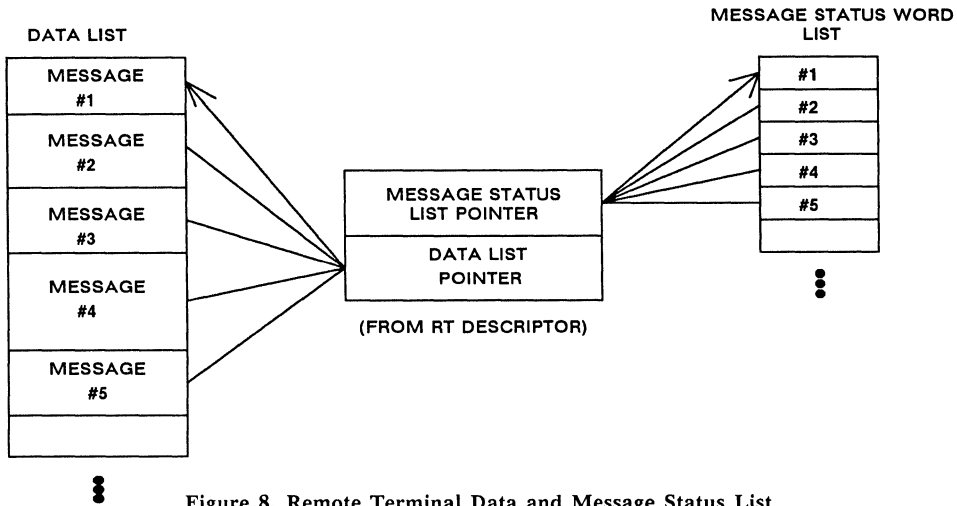 DATA LIST
MESSAGE
#1
MESSAGE
#2
MESSAGE
#3
MESSAGE
#4
MESSAGE
#5
MESSAGE STATUS
LIST POINTER
DATA LIST
POINTER
(FROM RT DESCRIPTOR)
MESSAGE STATUS WORD
LIST
#1
#2
#3
#4
#5
Figure 8. Remote Terminal Data and Message Status List